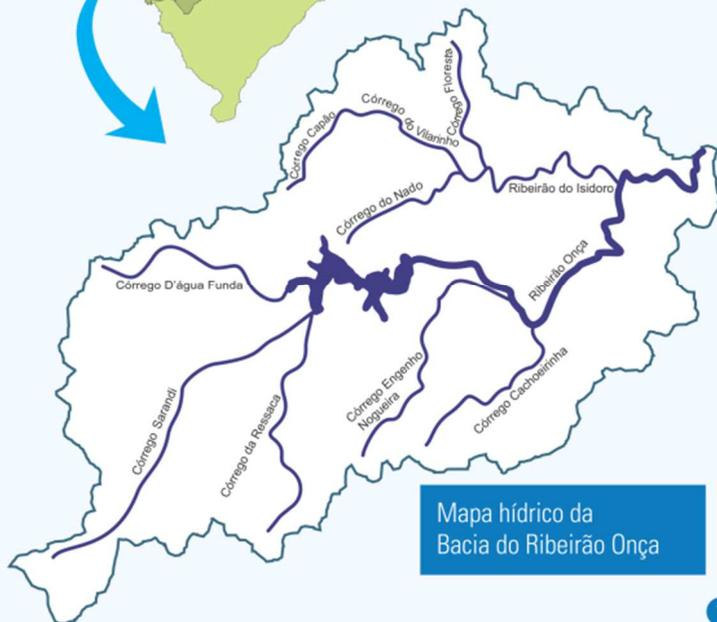 Córrego Floresta
Córrego do Vilarinho
Córrego Capão
Córrego do Nado
Ribeirão do Isidoro
Ribeirão Onça
Córrego D'água Funda
Córrego Engenho
Nogueira
Córrego Cachoeirinha
Córrego Sarandi
Córrego da Ressaca
Mapa hídrico da
Bacia do Ribeirão Onça